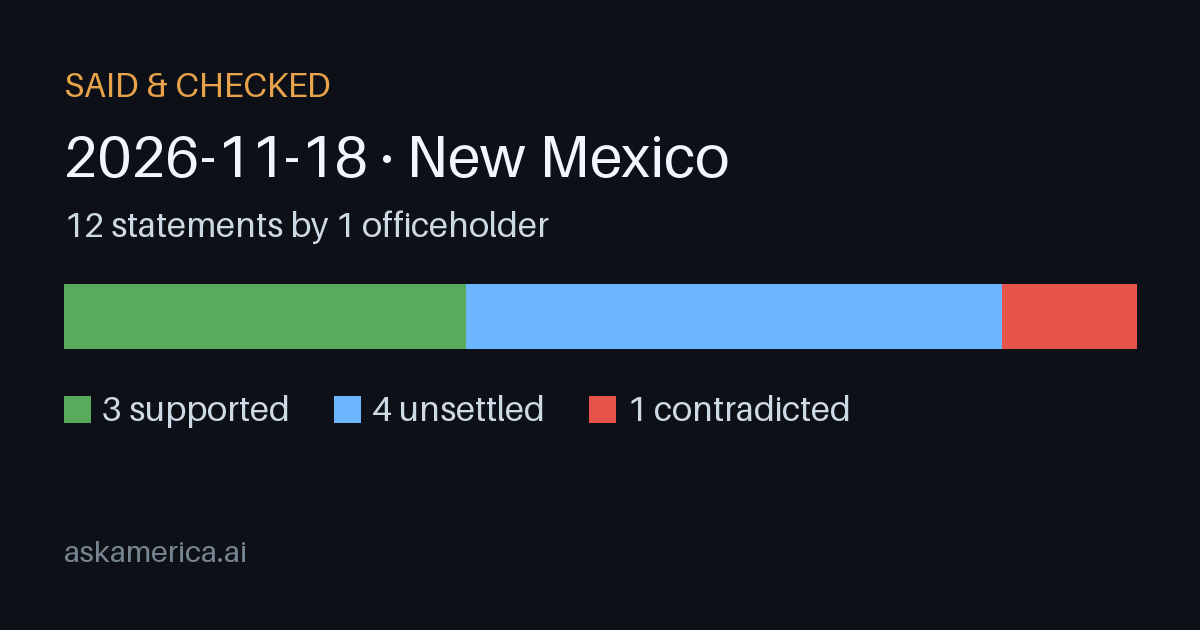 SAID & CHECKED
2026-11-18 · New Mexico
12 statements by 1 officeholder
3 supported 4 unsettled 1 contradicted
askamerica.ai